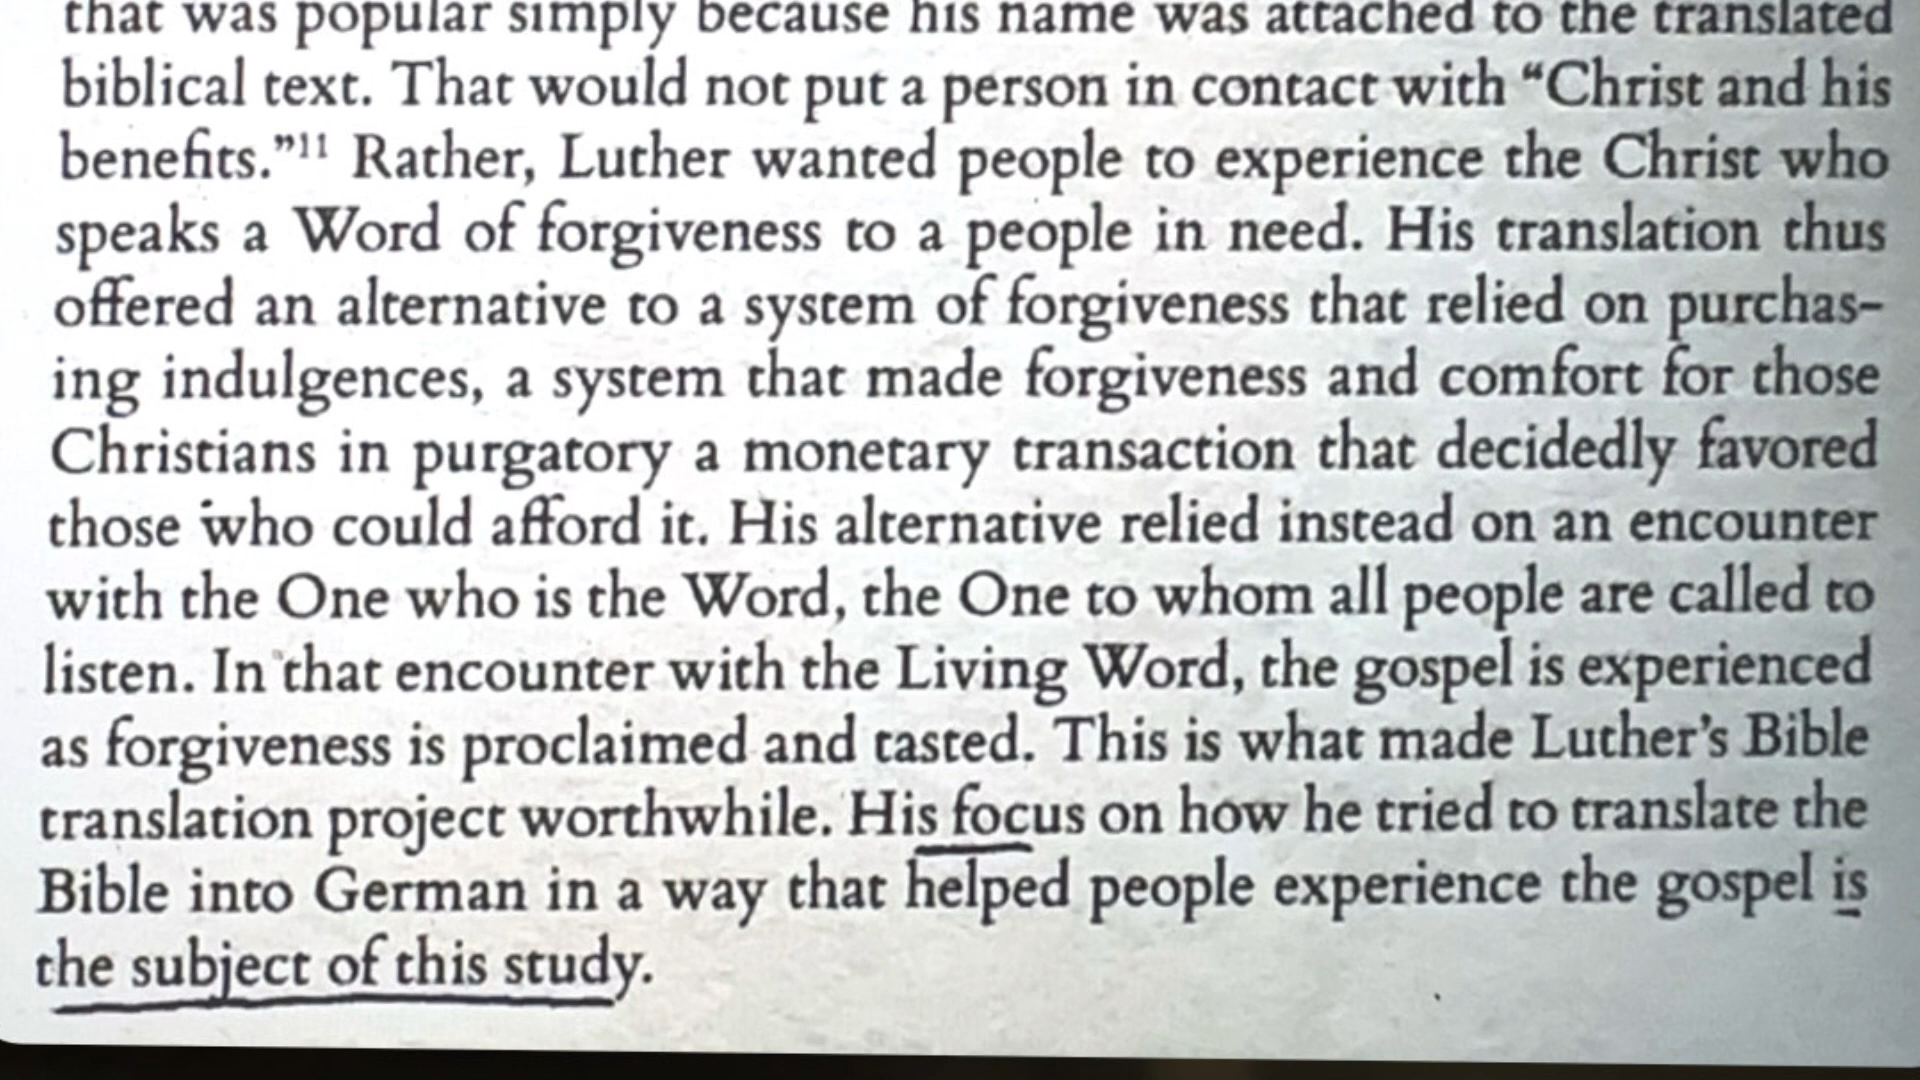 that was popular simply because his name was attached to the translated
biblical text. That would not put a person in contact with “Christ and his
benefits.”11 Rather, Luther wanted people to experience the Christ who
speaks a Word of forgiveness to a people in need. His translation thus
offered an alternative to a system of forgiveness that relied on purchas-
ing indulgences, a system that made forgiveness and comfort for those
Christians in purgatory a monetary transaction that decidedly favored
those who could afford it. His alternative relied instead on an encounter
with the One who is the Word, the One to whom all people are called to
listen. In that encounter with the Living Word, the gospel is experienced
as forgiveness is proclaimed and tasted. This is what made Luther’s Bible
translation project worthwhile. His focus on how he tried to translate the
Bible into German in a way that helped people experience the gospel is
the subject of this study.